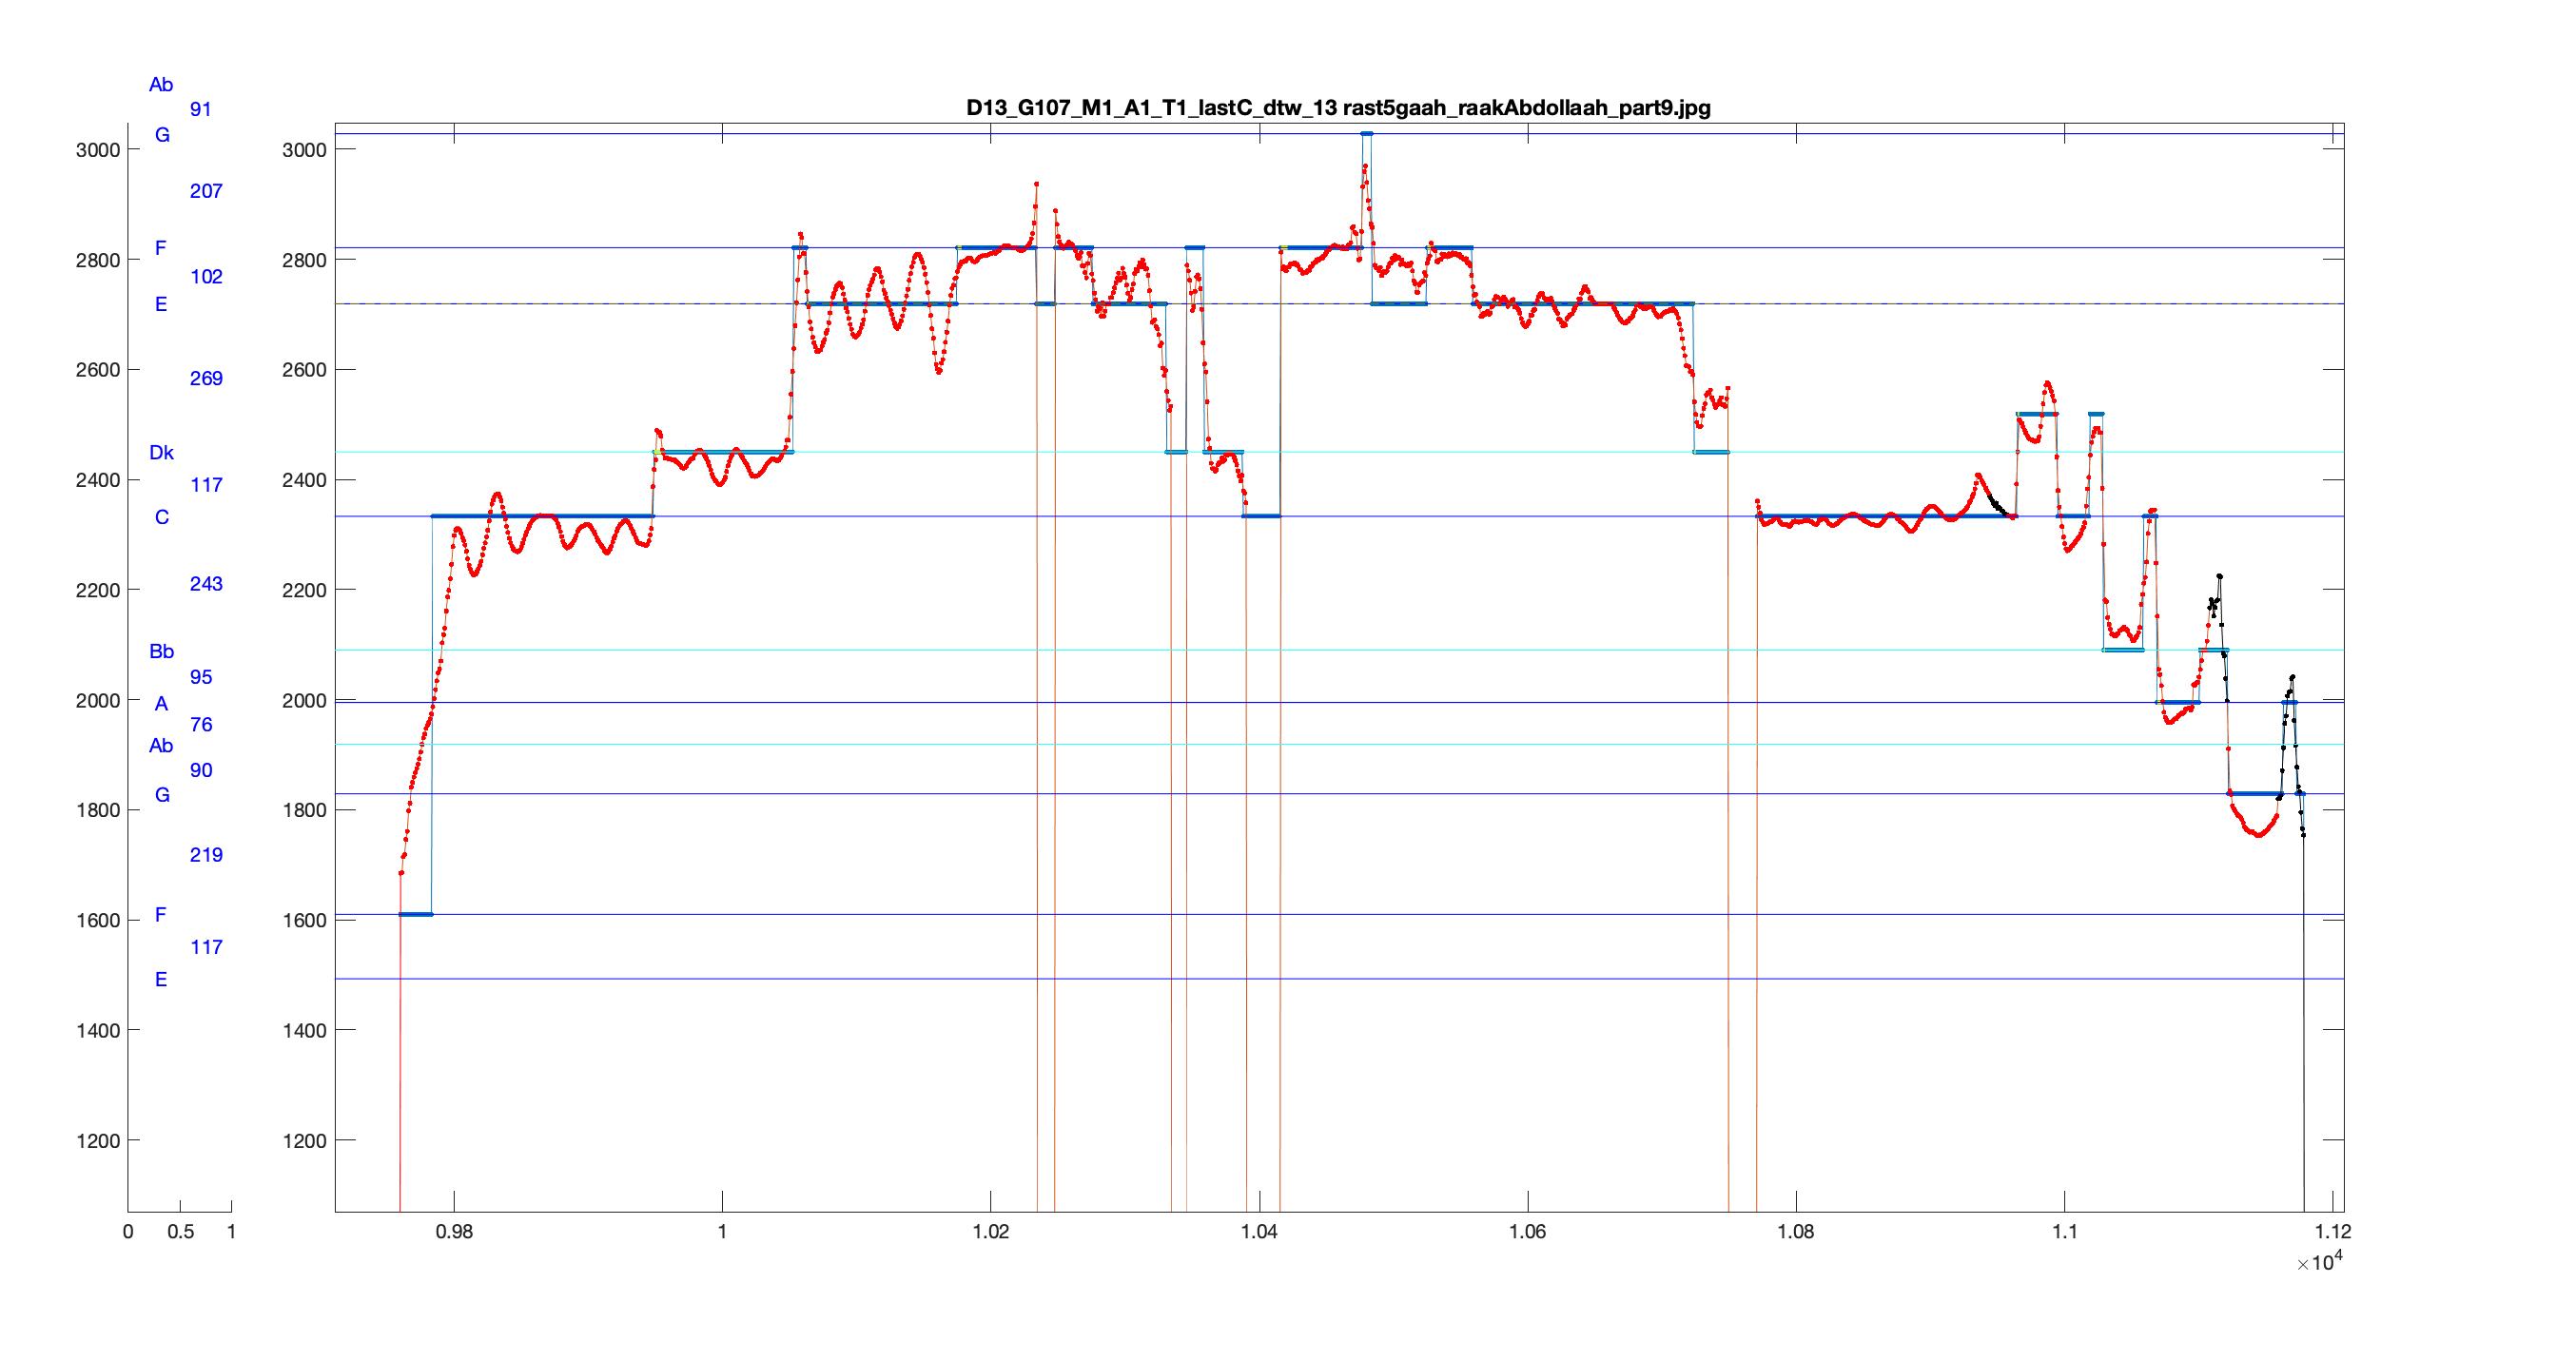 D13_G107_M1_A1_T1_lastC_dtw_13 rast5gaah_raakAbdollaah_part9.jpg
Ab
91
G
207
F
102
E
269
Dk
117
C
243
Bb
95
A
76
Ab
90
G
219
F
117
E
3000
2800
2600
2400
2200
2000
1800
1600
1400
1200
0 0.5 1
3000
2800
2600
2400
2200
2000
1800
1600
1400
1200
0.98 1 1.02 1.04 1.06 1.08 1.1 1.12
×10⁴